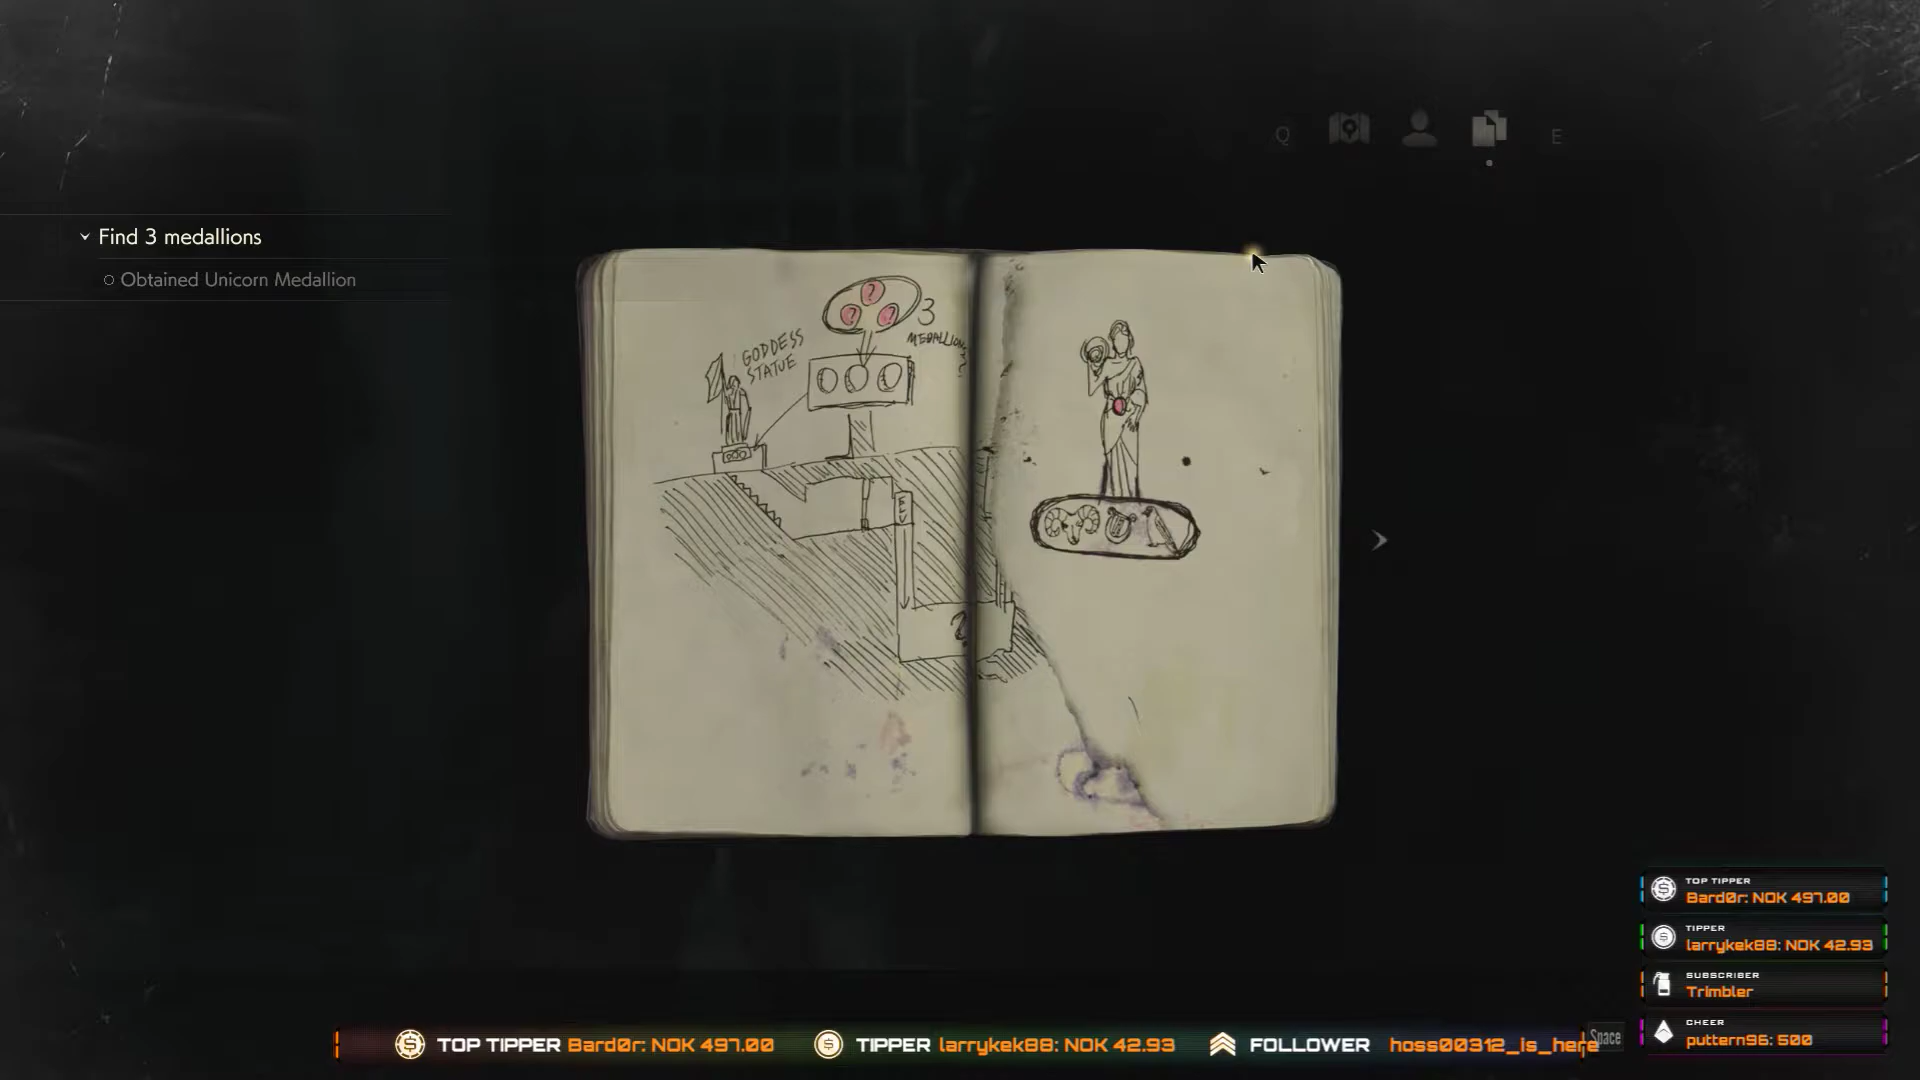 Q
E
Find 3 medallions
Obtained Unicorn Medallion
? ? ?
3
MEDALLIONS?
GODDESS
STATUE
ELV
?
TOP TIPPER
Bard0r: NOK 497.00
TIPPER
larrykek88: NOK 42.93
SUBSCRIBER
Trimbler
CHEER
puttern96: 500
TOP TIPPER Bard0r: NOK 497.00 TIPPER larrykek88: NOK 42.93 FOLLOWER hoss00312_is_here
Space